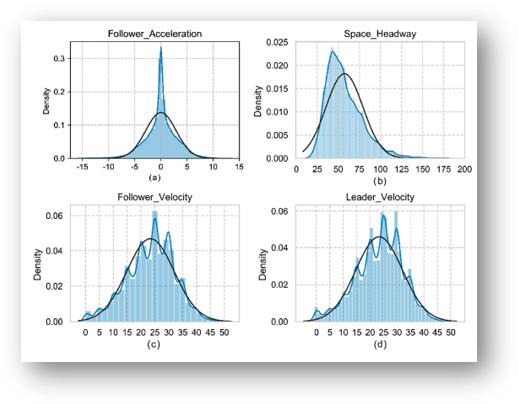 Follower_Acceleration
Density
0.3
0.2
0.1
0.0
-15 -10 -5 0 5 10 15
(a)
Space_Headway
Density
0.025
0.020
0.015
0.010
0.005
0.000
0 25 50 75 100 125 150 175 200
(b)
Follower_Velocity
Density
0.06
0.04
0.02
0.00
5 10 15 20 25 30 35 40 45 50
(c)
Leader_Velocity
Density
0.06
0.04
0.02
0.00
0 5 10 15 20 25 30 35 40 45 50
(d)